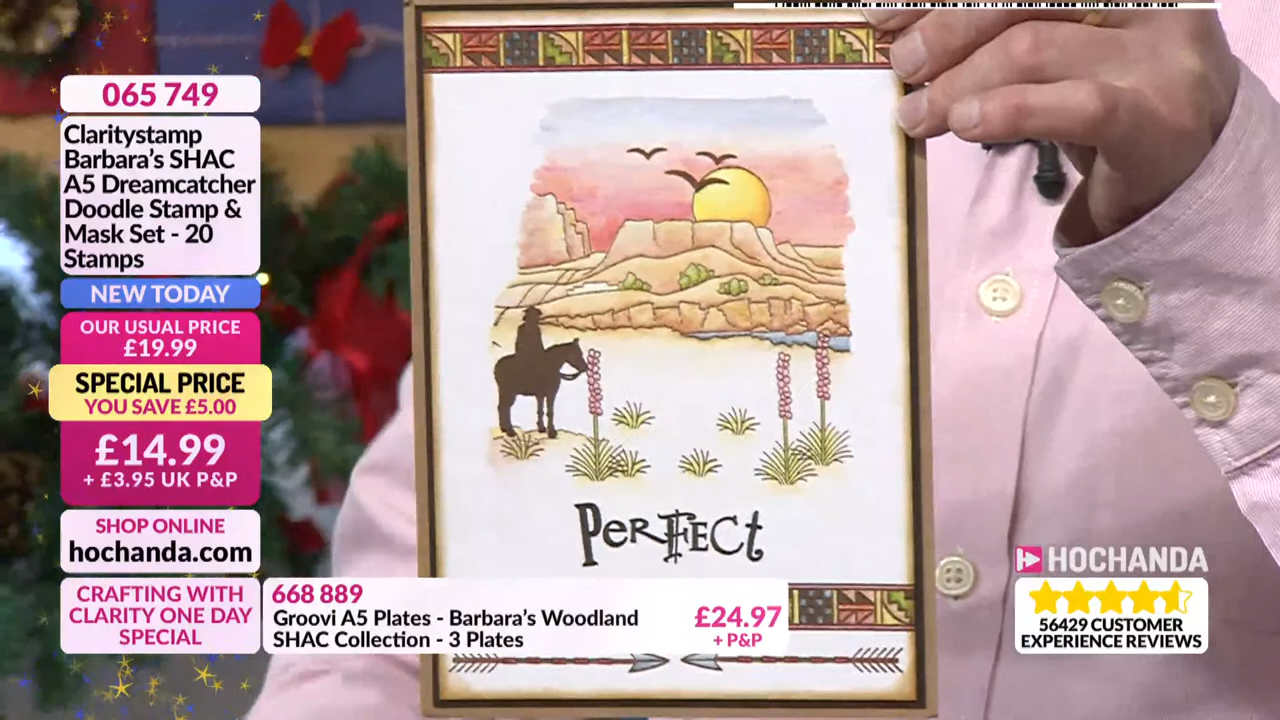 065 749
Claritystamp
Barbara's SHAC
A5 Dreamcatcher
Doodle Stamp &
Mask Set - 20
Stamps
NEW TODAY
OUR USUAL PRICE
£19.99
SPECIAL PRICE
YOU SAVE £5.00
£14.99
+ £3.95 UK P&P
SHOP ONLINE
hochanda.com
CRAFTING WITH
CLARITY ONE DAY
SPECIAL
668 889
Groovi A5 Plates - Barbara's Woodland
SHAC Collection - 3 Plates
£24.97
+ P&P
PerFECt
HOCHANDA
56429 CUSTOMER
EXPERIENCE REVIEWS